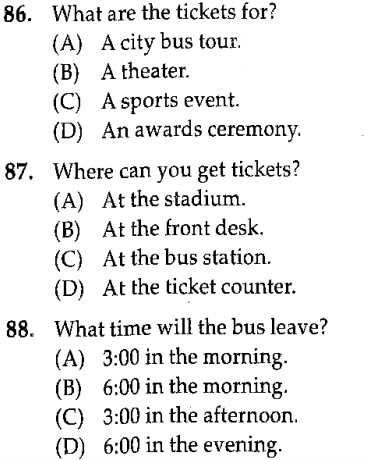 86. What are the tickets for?
(A) A city bus tour.
(B) A theater.
(C) A sports event.
(D) An awards ceremony.
87. Where can you get tickets?
(A) At the stadium.
(B) At the front desk.
(C) At the bus station.
(D) At the ticket counter.
88. What time will the bus leave?
(A) 3:00 in the morning.
(B) 6:00 in the morning.
(C) 3:00 in the afternoon.
(D) 6:00 in the evening.